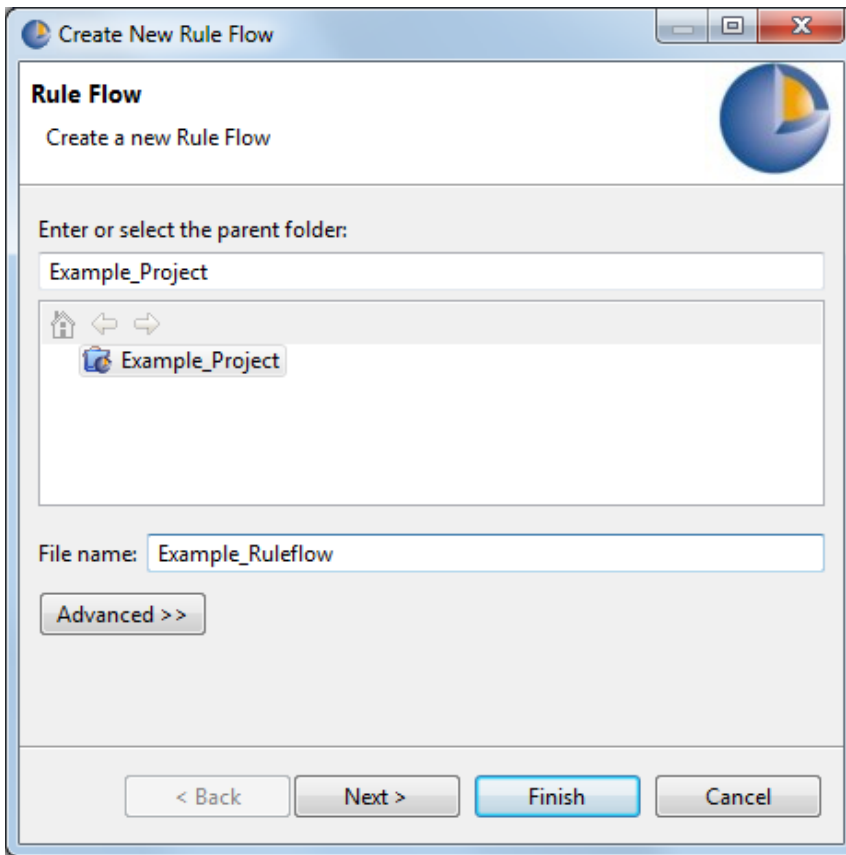 Create New Rule Flow
Rule Flow
Create a new Rule Flow
Enter or select the parent folder:
Example_Project
Example_Project
File name: Example_Ruleflow
Advanced >>
< Back Next > Finish Cancel